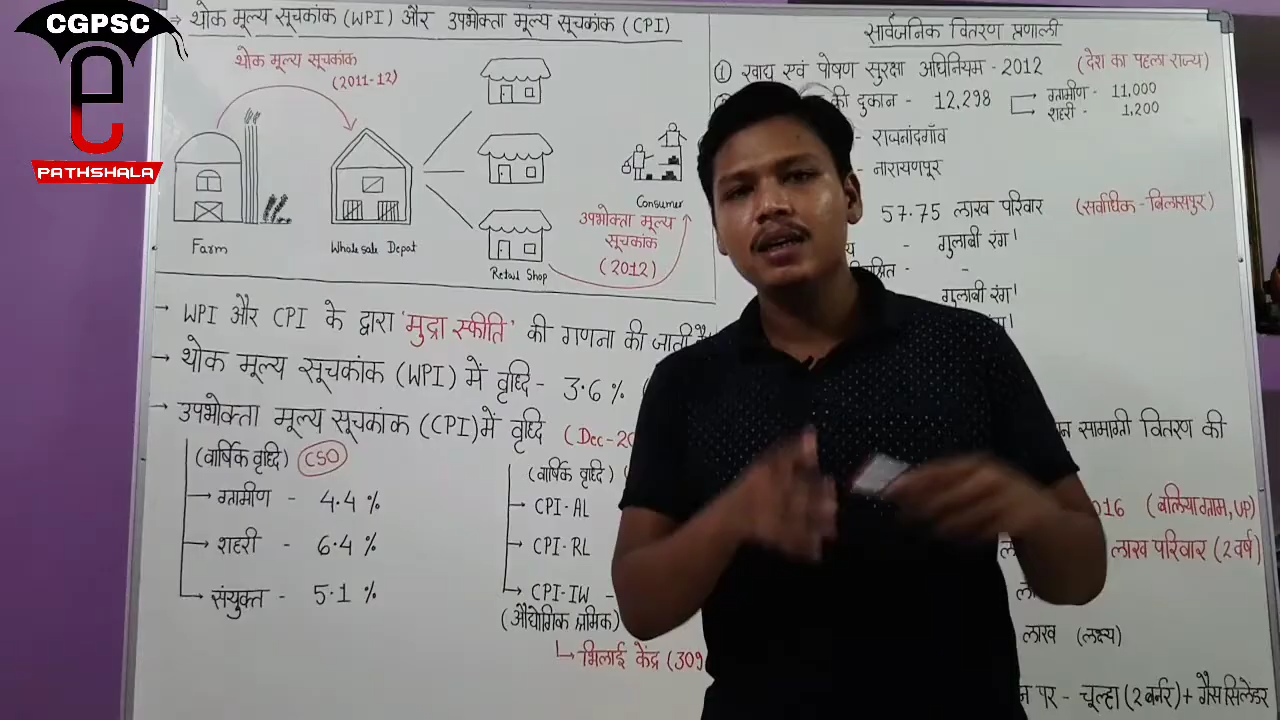 CGPSC
e
PATHSHALA
→ थोक मूल्य सूचकांक (WPI) और उपभोक्ता मूल्य सूचकांक (CPI)
थोक मूल्य सूचकांक
(2011-12)
Farm
Wholesale Depot
Retail Shop
Consumer
उपभोक्ता मूल्य
सूचकांक
(2012)
→ WPI और CPI के द्वारा 'मुद्रा स्फीति' की गणना की जाती है
→ थोक मूल्य सूचकांक (WPI) में वृध्दि - 3.6 %
→ उपभोक्ता मूल्य सूचकांक (CPI) में वृध्दि (Dec-20
(वार्षिक वृध्दि) CSO
→ ग्रामीण - 4.4 %
→ शहरी - 6.4 %
→ संयुक्त - 5.1 %
(वार्षिक वृध्दि)
→ CPI-AL
→ CPI-RL
→ CPI-IW -
(औद्योगिक श्रमिक)
भिलाई केंद्र (309
सार्वजनिक वितरण प्रणाली
① खाद्य एवं पोषण सुरक्षा अधिनियम - 2012 (देश का पहला राज्य)
की दुकान - 12,298
ग्रामीण - 11,000
शहरी - 1,200
- राजनांदगाँव
- नारायणपूर
57.75 लाख परिवार (सर्वाधिक - बिलासपुर)
- गुलाबी रंग
-
गुलाबी रंग
सामाग्री वितरण की
016 (बलिया ग्राम, UP)
लाख परिवार (2 वर्ष)
लाख (लक्ष्य)
पर - चूल्हा (2 बर्नर) + गैस सिलेंडर